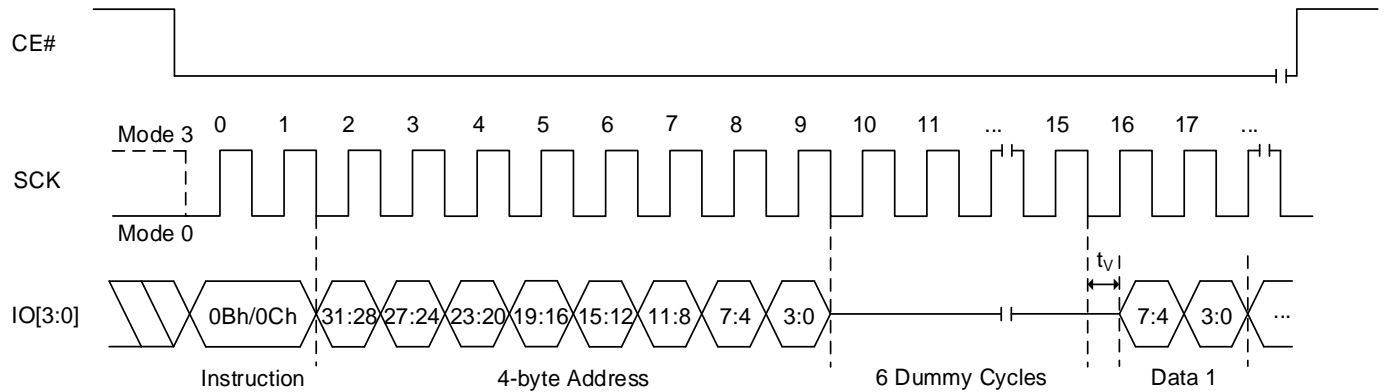 CE#
Mode 3 0 1 2 3 4 5 6 7 8 9 10 11 ... 15 16 17 ...
SCK
Mode 0
tV
IO[3:0] 0Bh/0Ch 31:28 27:24 23:20 19:16 15:12 11:8 7:4 3:0 7:4 3:0 ...
Instruction 4-byte Address 6 Dummy Cycles Data 1